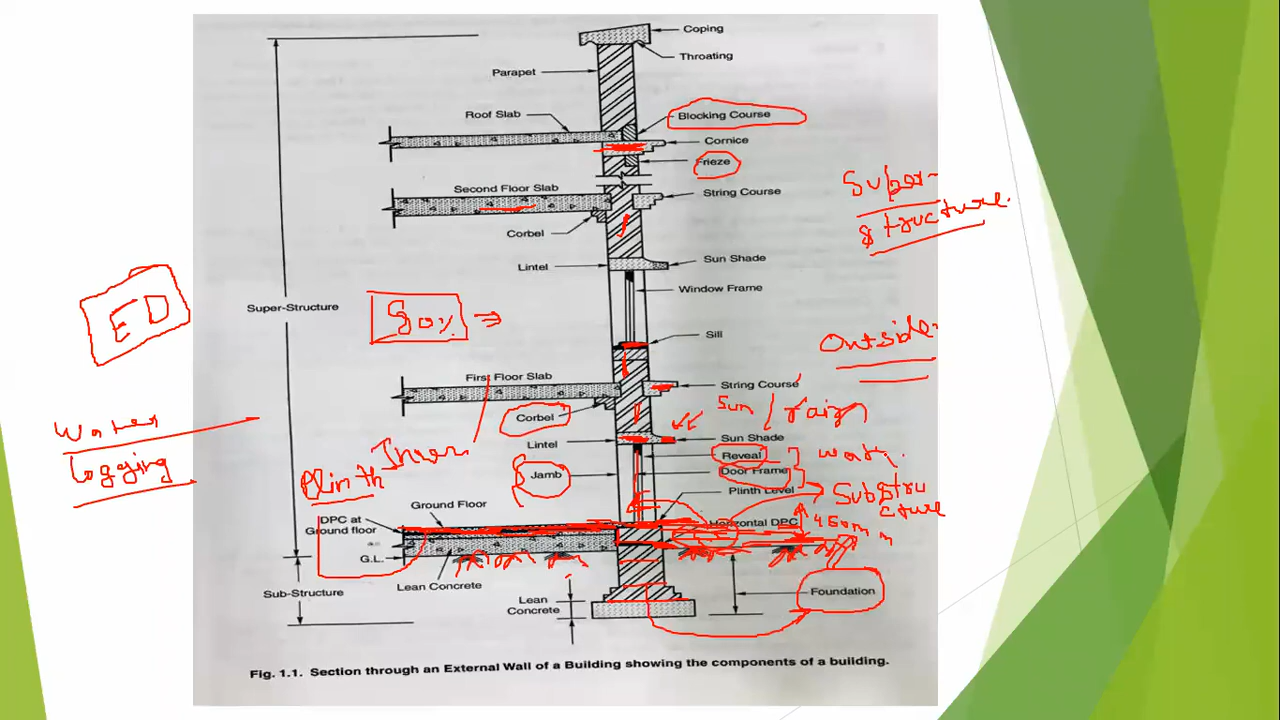 Coping
Throating
Parapet
Roof Slab
Blocking Course
Cornice
Frieze
Second Floor Slab
String Course
Super-
structure
Corbel
Lintel
Sun Shade
Window Frame
ED
Super-Structure
80%
Sill
Outside
First Floor Slab
String Course
Corbel
Sun / rain
Water
logging
Lintel
Sun Shade
Inner
Reveal
Jamb
Door Frame
Plinth
Plinth Level
Substru
cture
Ground Floor
DPC at
Ground floor
Horizontal DPC
450mm
G.L.
Lean Concrete
Sub-Structure
Lean
Concrete
Foundation
Fig. 1.1. Section through an External Wall of a Building showing the components of a building.